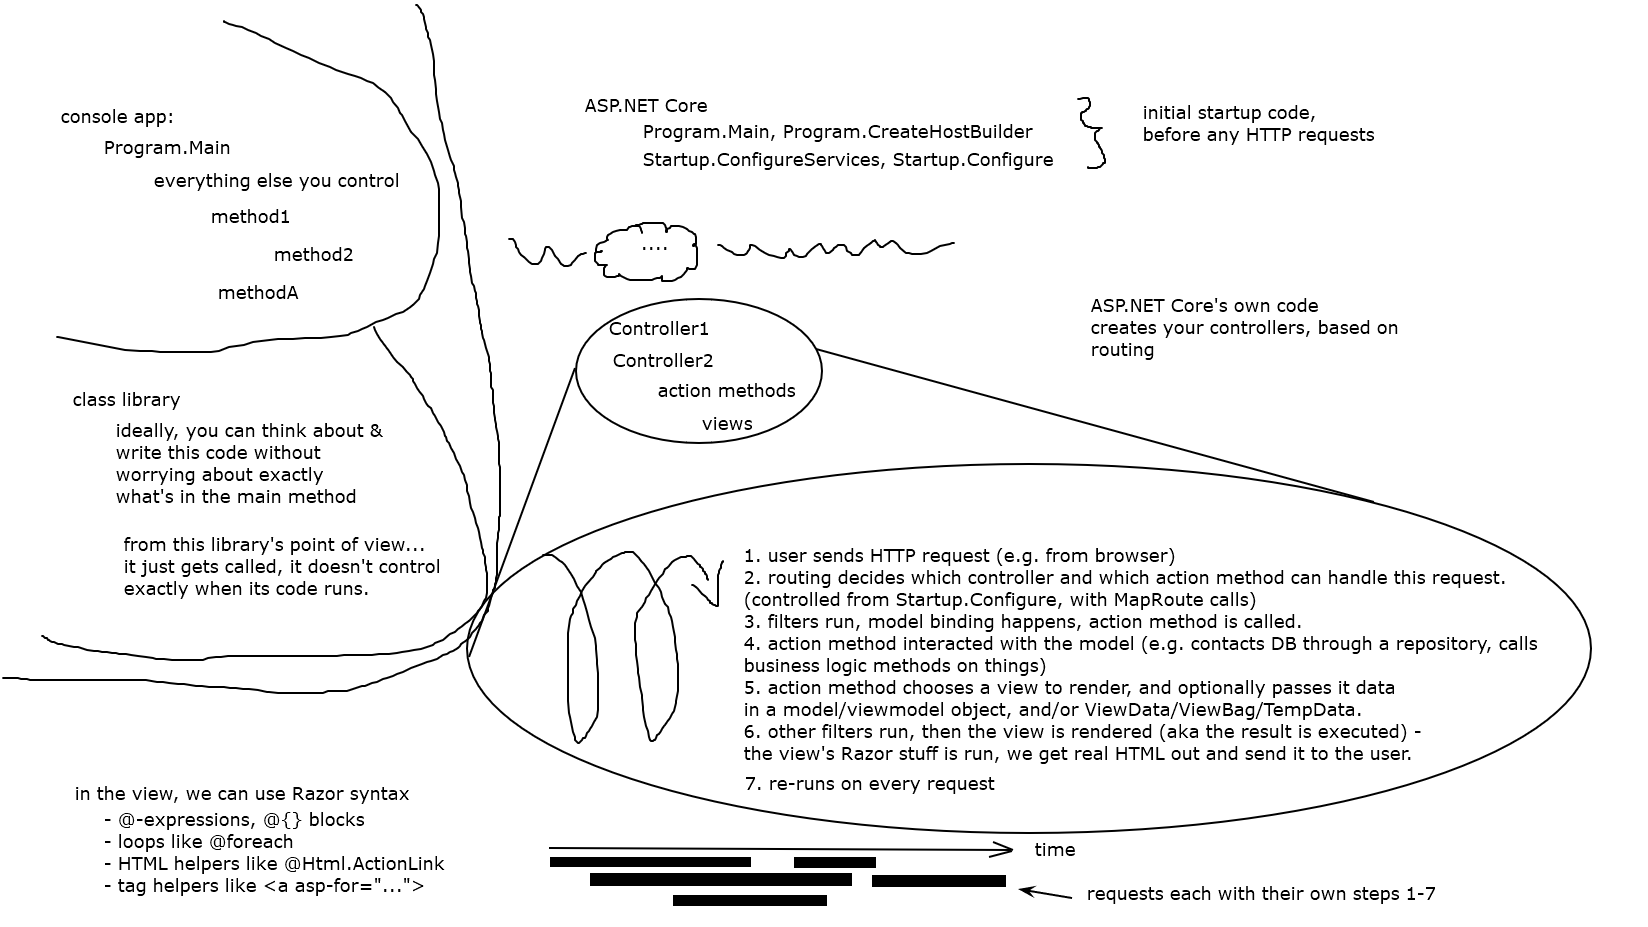 console app:
Program.Main
everything else you control
method1
method2
methodA
class library
ideally, you can think about &
write this code without
worrying about exactly
what's in the main method
from this library's point of view...
it just gets called, it doesn't control
exactly when its code runs.
ASP.NET Core
Program.Main, Program.CreateHostBuilder
Startup.ConfigureServices, Startup.Configure
initial startup code,
before any HTTP requests
....
Controller1
Controller2
action methods
views
ASP.NET Core's own code
creates your controllers, based on
routing
1. user sends HTTP request (e.g. from browser)
2. routing decides which controller and which action method can handle this request.
(controlled from Startup.Configure, with MapRoute calls)
3. filters run, model binding happens, action method is called.
4. action method interacted with the model (e.g. contacts DB through a repository, calls
business logic methods on things)
5. action method chooses a view to render, and optionally passes it data
in a model/viewmodel object, and/or ViewData/ViewBag/TempData.
6. other filters run, then the view is rendered (aka the result is executed) -
the view's Razor stuff is run, we get real HTML out and send it to the user.
7. re-runs on every request
in the view, we can use Razor syntax
- @-expressions, @{} blocks
- loops like @foreach
- HTML helpers like @Html.ActionLink
- tag helpers like <a asp-for="...">
time
requests each with their own steps 1-7